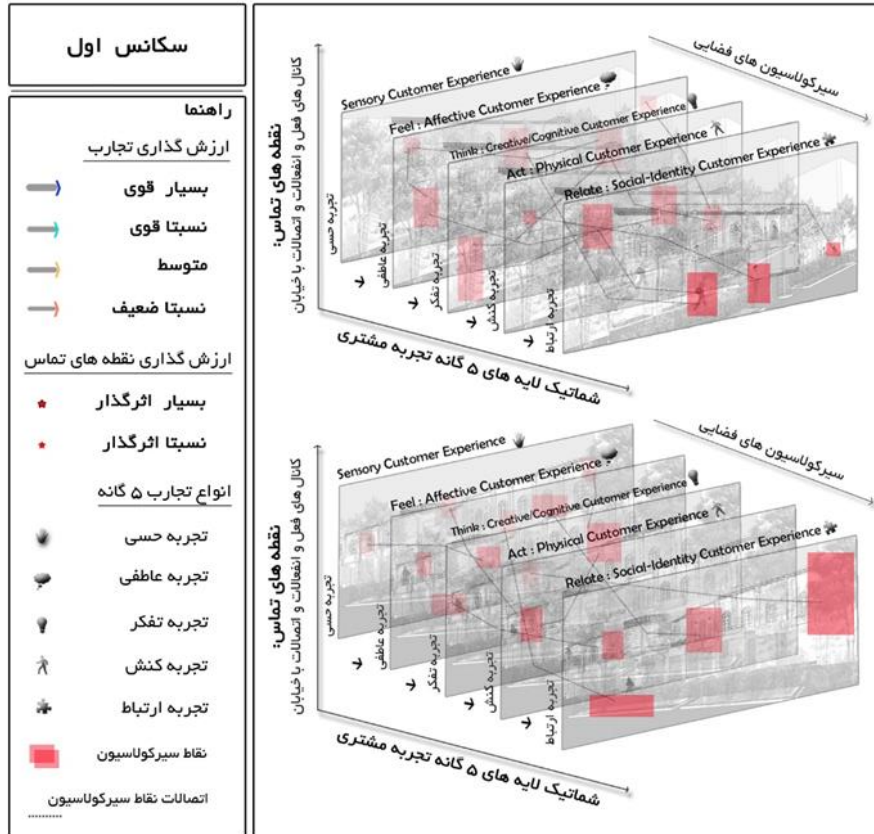 سکانس اول
راهنما
ارزش گذاری تجارب
بسیار قوی
نسبتا قوی
متوسط
نسبتا ضعیف
ارزش گذاری نقطه های تماس
بسیار اثرگذار
نسبتا اثرگذار
انواع تجارب ۵ گانه
تجربه حسی
تجربه عاطفی
تجربه تفکر
تجربه کنش
تجربه ارتباط
نقاط سیرکولاسیون
اتصالات نقاط سیرکولاسیون
سیرکولاسیون های فضایی
Sensory Customer Experience
Feel : Affective Customer Experience
Think : Creative/Cognitive Customer Experience
Act : Physical Customer Experience
Relate : Social-Identity Customer Experience
نقطه های تماس:
کانال های فعل و انفعالات و اتصالات با خیابان
تجربه حسی
تجربه عاطفی
تجربه تفکر
تجربه کنش
تجربه ارتباط
شماتیک لایه های ۵ گانه تجربه مشتری
سیرکولاسیون های فضایی
Sensory Customer Experience
Feel : Affective Customer Experience
Think : Creative/Cognitive Customer Experience
Act : Physical Customer Experience
Relate : Social-Identity Customer Experience
نقطه های تماس:
کانال های فعل و انفعالات و اتصالات با خیابان
تجربه حسی
تجربه عاطفی
تجربه تفکر
تجربه کنش
تجربه ارتباط
شماتیک لایه های ۵ گانه تجربه مشتری